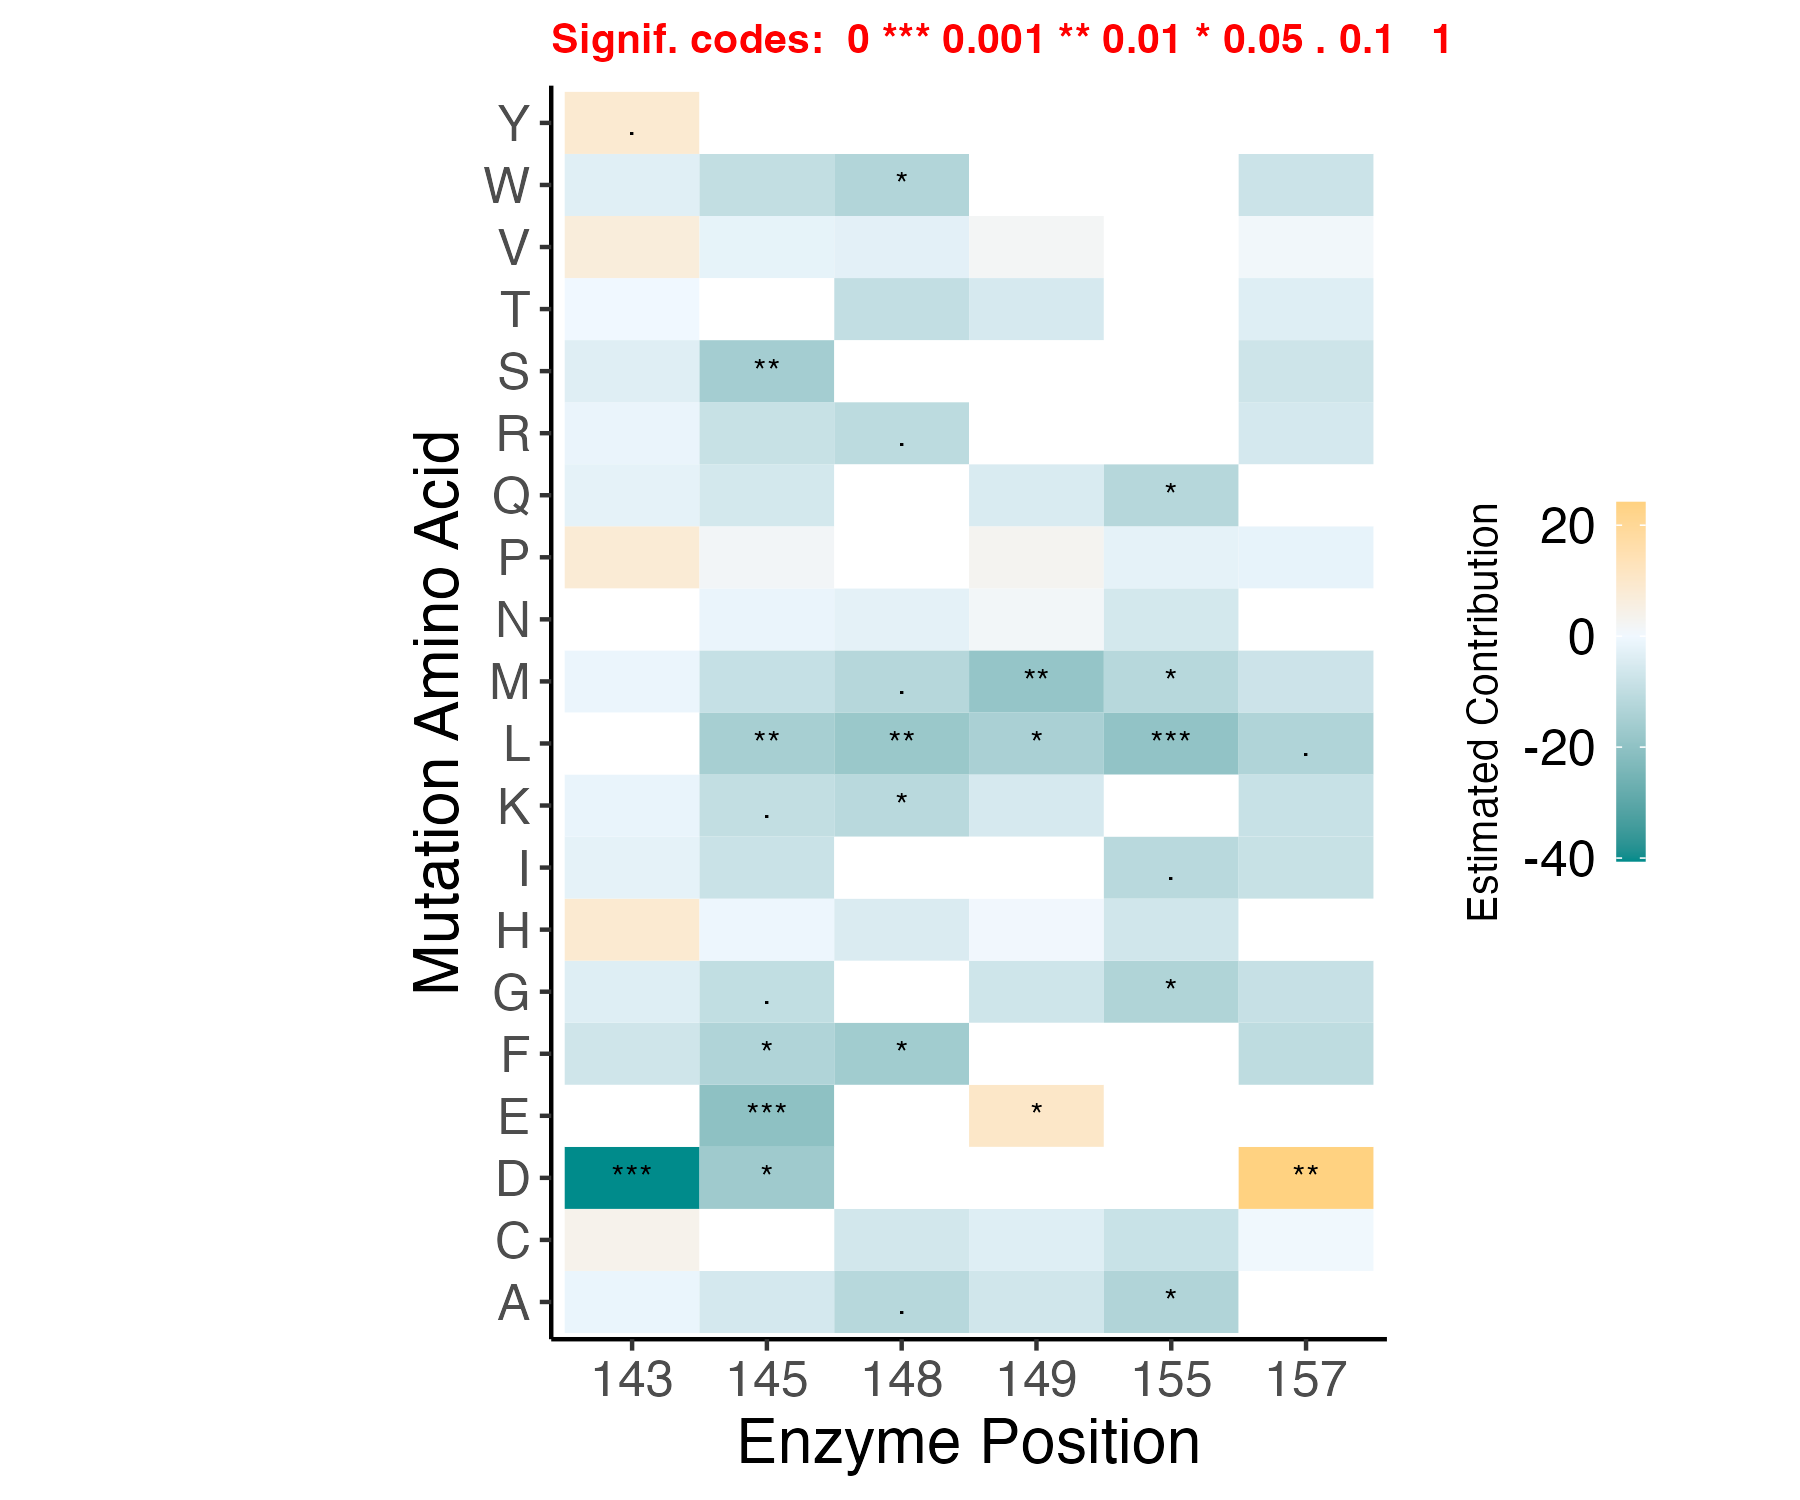 Signif. codes:  0 *** 0.001 ** 0.01 * 0.05 . 0.1   1
Y .
W *
V
T
S **
R .
Q *
P
N
M . ** *
L ** ** * *** .
K . *
I .
H
G . *
F * *
E *** *
D *** * **
C
A . *
143 145 148 149 155 157
Enzyme Position
Mutation Amino Acid
Estimated Contribution
20
0
-20
-40